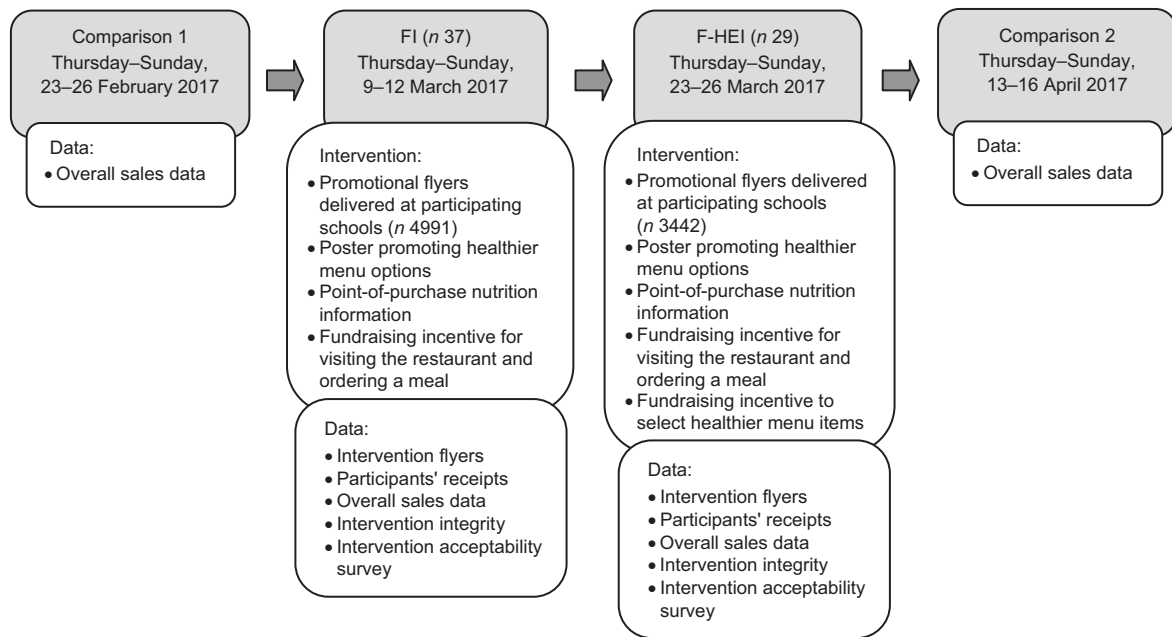 Comparison 1
Thursday–Sunday,
23–26 February 2017
Data:
• Overall sales data
FI (n 37)
Thursday–Sunday,
9–12 March 2017
Intervention:
• Promotional flyers
delivered at participating
schools (n 4991)
• Poster promoting healthier
menu options
• Point-of-purchase nutrition
information
• Fundraising incentive for
visiting the restaurant and
ordering a meal
Data:
• Intervention flyers
• Participants' receipts
• Overall sales data
• Intervention integrity
• Intervention acceptability
survey
F-HEI (n 29)
Thursday–Sunday,
23–26 March 2017
Intervention:
• Promotional flyers delivered
at participating schools
(n 3442)
• Poster promoting healthier
menu options
• Point-of-purchase nutrition
information
• Fundraising incentive for
visiting the restaurant and
ordering a meal
• Fundraising incentive to
select healthier menu items
Data:
• Intervention flyers
• Participants' receipts
• Overall sales data
• Intervention integrity
• Intervention acceptability
survey
Comparison 2
Thursday–Sunday,
13–16 April 2017
Data:
• Overall sales data